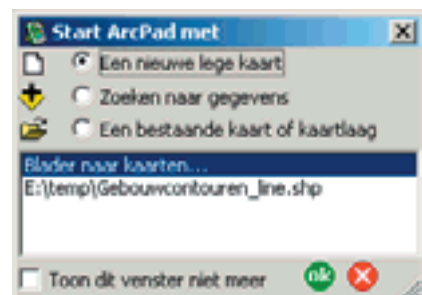 Start ArcPad met
Een nieuwe lege kaart
Zoeken naar gegevens
Een bestaande kaart of kaartlaag
Blader naar kaarten...
E:\temp\Gebouwcontouren_line.shp
Toon dit venster niet meer
ok